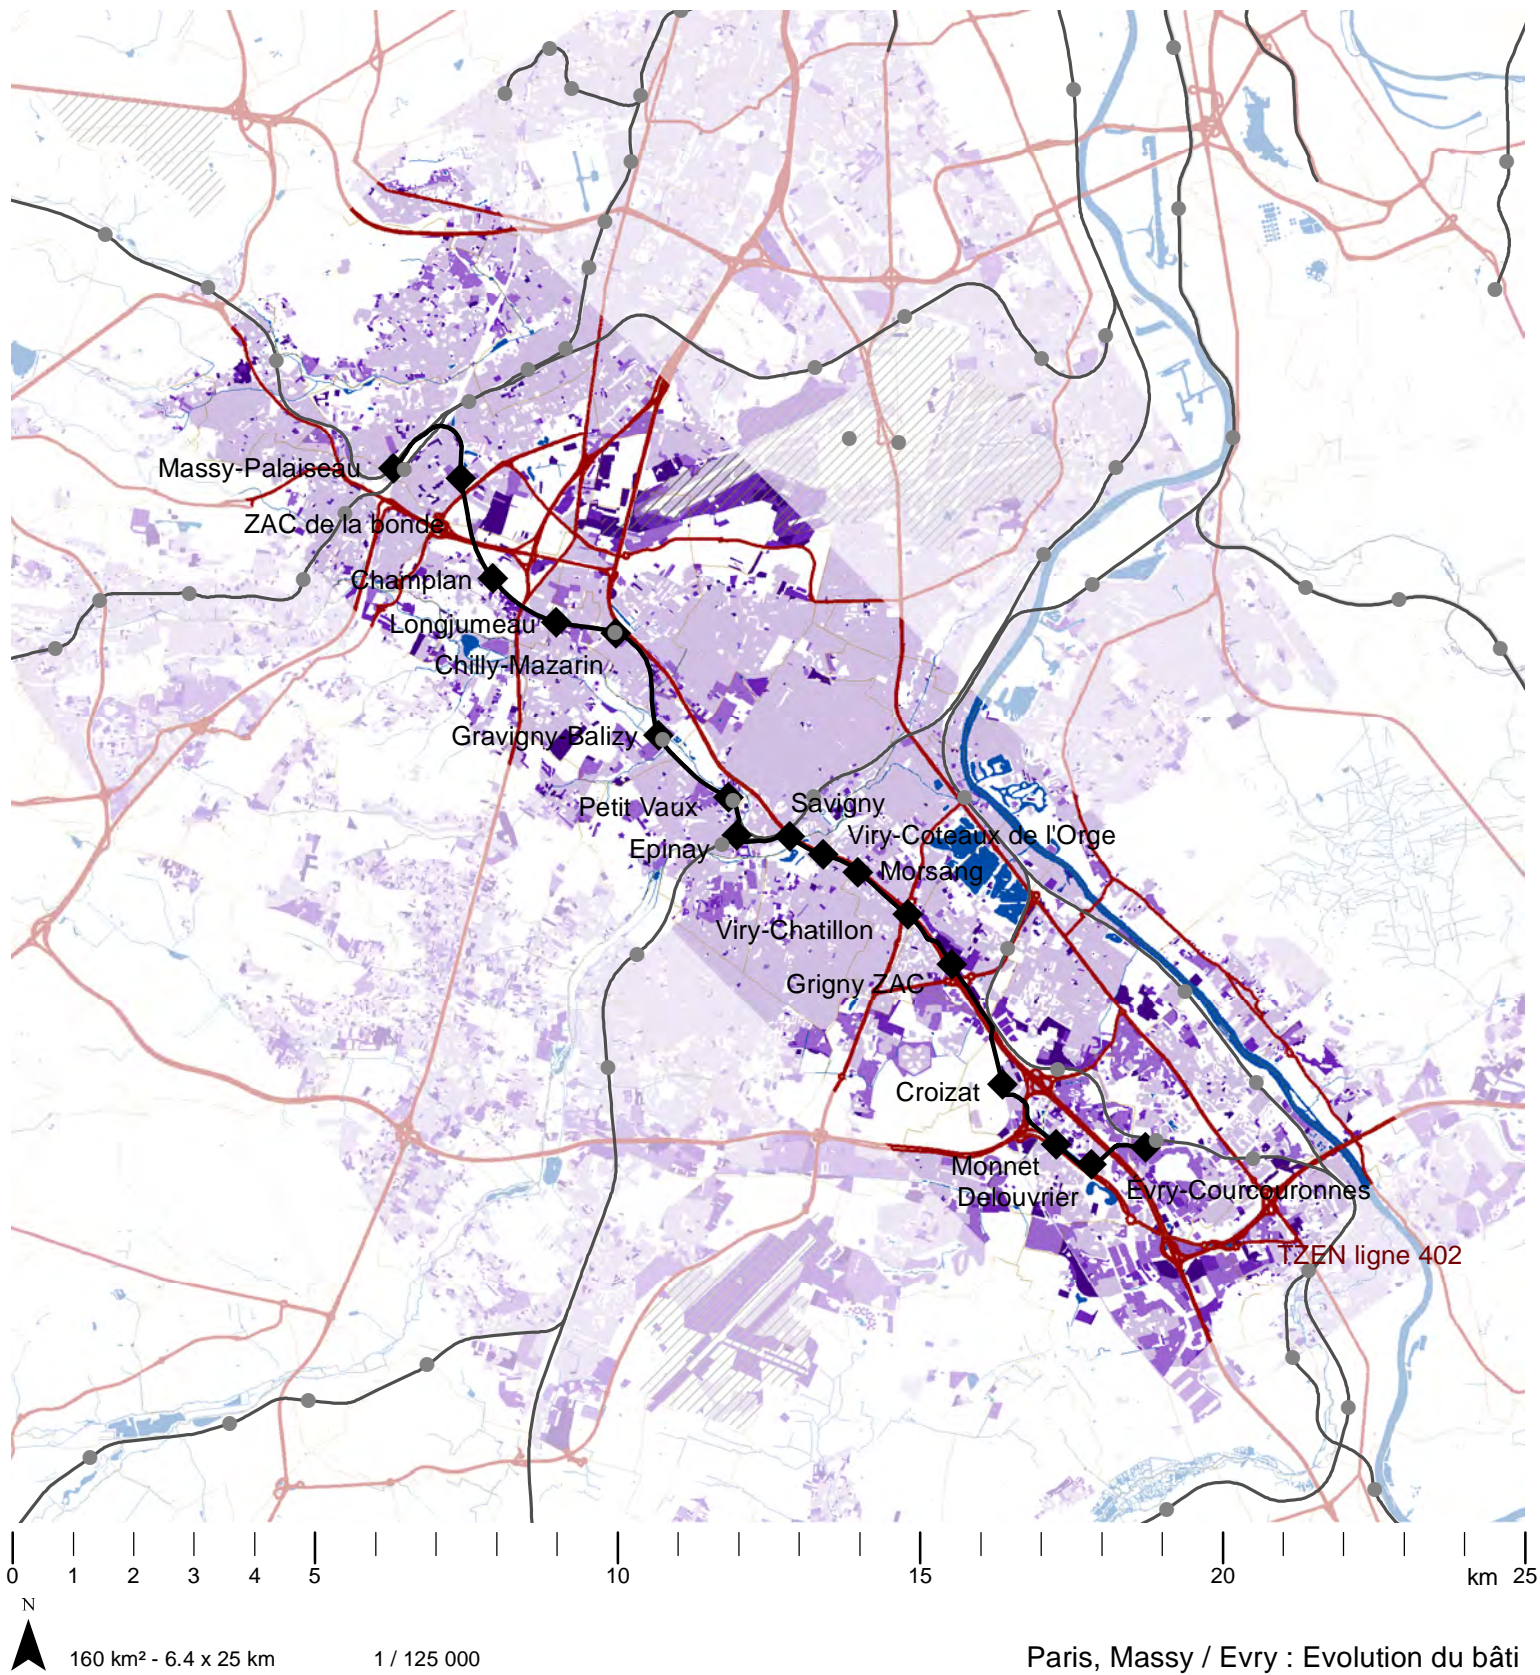 Massy-Palaiseau
ZAC de la bonde
Champlan
Longjumeau
Chilly-Mazarin
Gravigny-Balizy
Petit Vaux
Savigny
Epinay
Viry-Coteaux de l'Orge
Morsang
Viry-Chatillon
Grigny ZAC
Croizat
Monnet
Delouvrier
Evry-Courcouronnes
TZEN ligne 402
0 1 2 3 4 5 10 15 20 km 25
N
160 km² - 6.4 x 25 km 1 / 125 000
Paris, Massy / Evry : Evolution du bâti